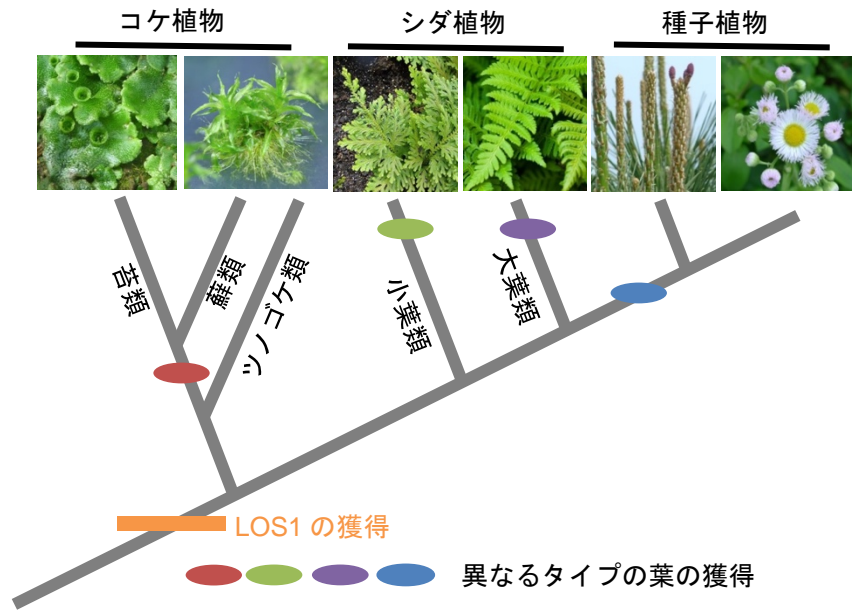 コケ植物
シダ植物
種子植物
苔類
蘚類
ツノゴケ類
小葉類
大葉類
LOS1 の獲得
異なるタイプの葉の獲得